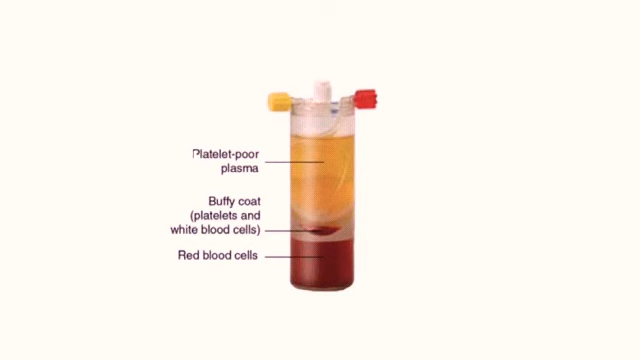 Platelet-poor
plasma
Buffy coat
(platelets and
white blood cells)
Red blood cells